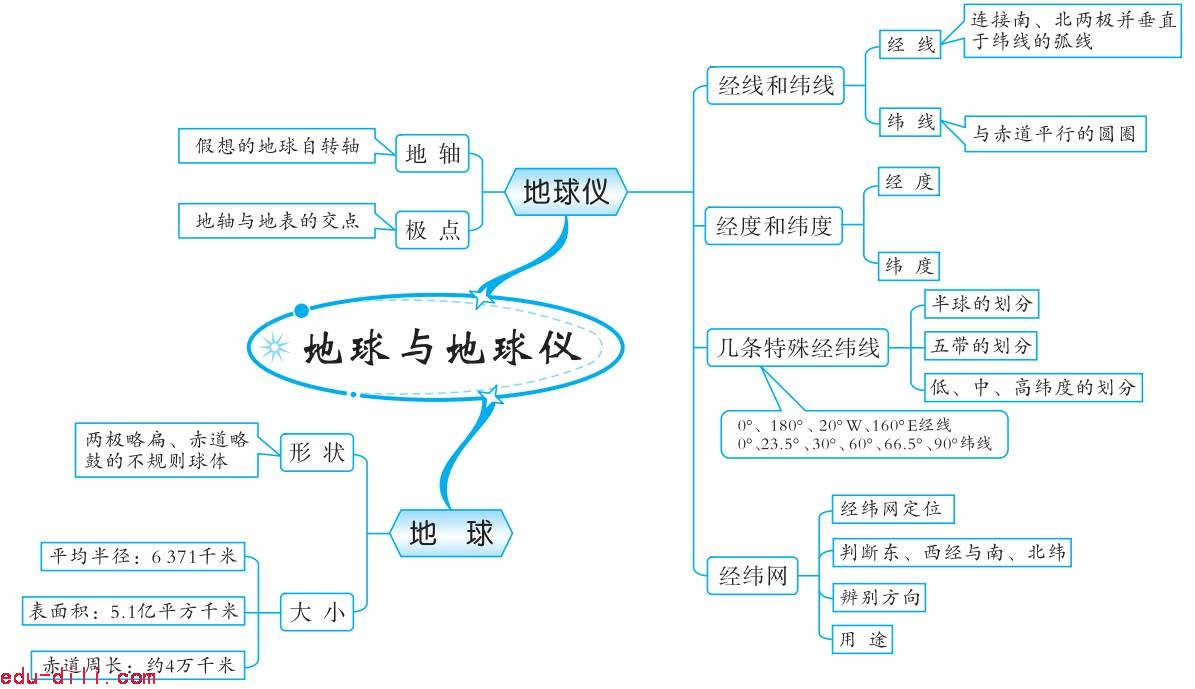 地球与地球仪
地球仪
地 轴
假想的地球自转轴
极 点
地轴与地表的交点
经线和纬线
经 线
连接南、北两极并垂直
于纬线的弧线
纬 线
与赤道平行的圆圈
经度和纬度
经 度
纬 度
几条特殊经纬线
半球的划分
五带的划分
低、中、高纬度的划分
0°、180°、20°W、160°E经线
0°、23.5°、30°、60°、66.5°、90°纬线
经纬网
经纬网定位
判断东、西经与南、北纬
辨别方向
用 途
地 球
形 状
两极略扁、赤道略
鼓的不规则球体
大 小
平均半径：6 371千米
表面积：5.1亿平方千米
赤道周长：约4万千米
edu-dili.com